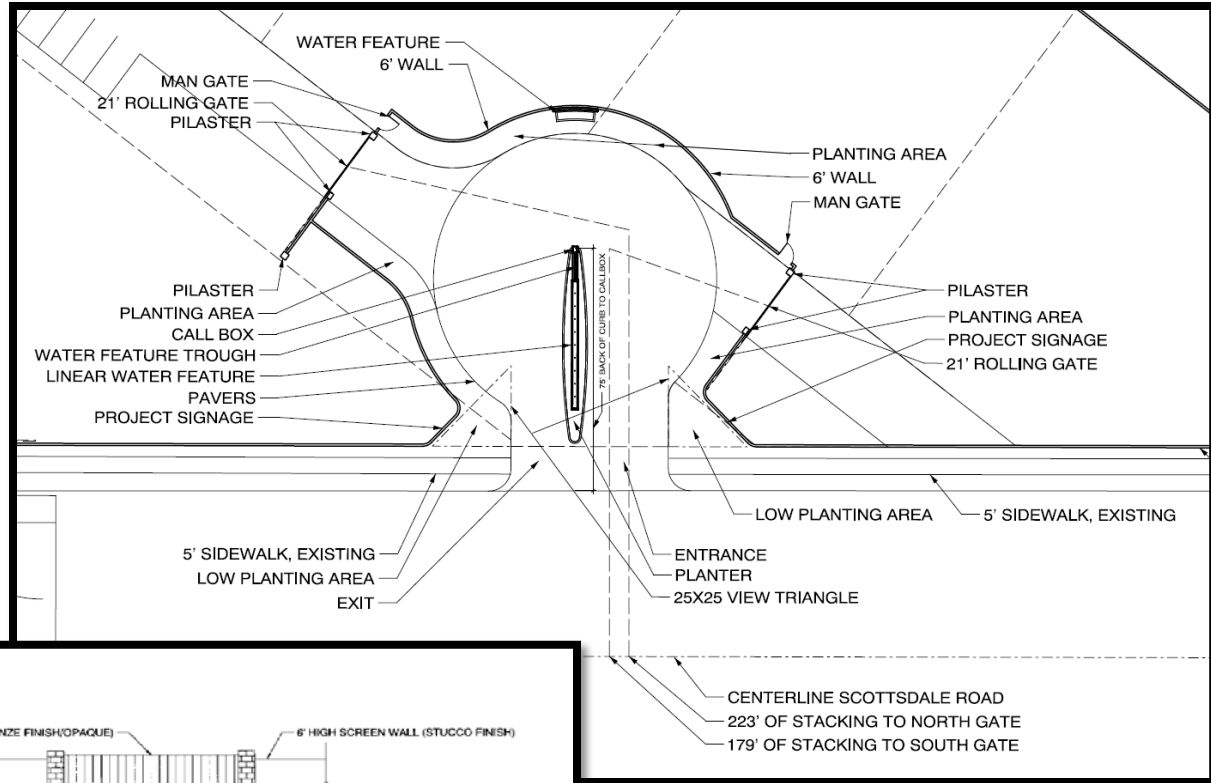 WATER FEATURE
6' WALL
MAN GATE
21' ROLLING GATE
PILASTER
PLANTING AREA
6' WALL
MAN GATE
PILASTER
PLANTING AREA
CALL BOX
WATER FEATURE TROUGH
LINEAR WATER FEATURE
PAVERS
PROJECT SIGNAGE
75' BACK OF CURB TO CALLBOX
PILASTER
PLANTING AREA
PROJECT SIGNAGE
21' ROLLING GATE
5' SIDEWALK, EXISTING
LOW PLANTING AREA
EXIT
LOW PLANTING AREA
5' SIDEWALK, EXISTING
ENTRANCE
PLANTER
25X25 VIEW TRIANGLE
CENTERLINE SCOTTSDALE ROAD
223' OF STACKING TO NORTH GATE
179' OF STACKING TO SOUTH GATE
FINISH/OPAQUE)
6' HIGH SCREEN WALL (STUCCO FINISH)